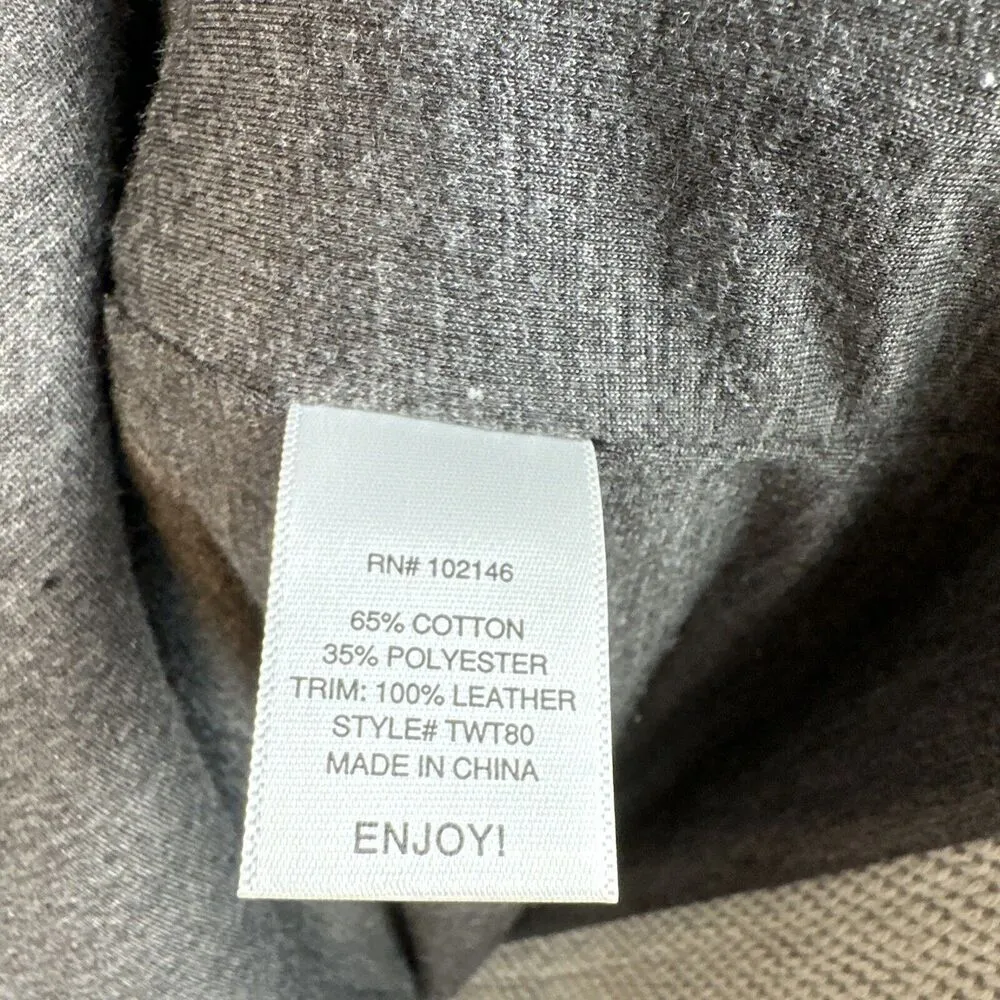 RN# 102146
65% COTTON
35% POLYESTER
TRIM: 100% LEATHER
STYLE# TWT80
MADE IN CHINA
ENJOY!